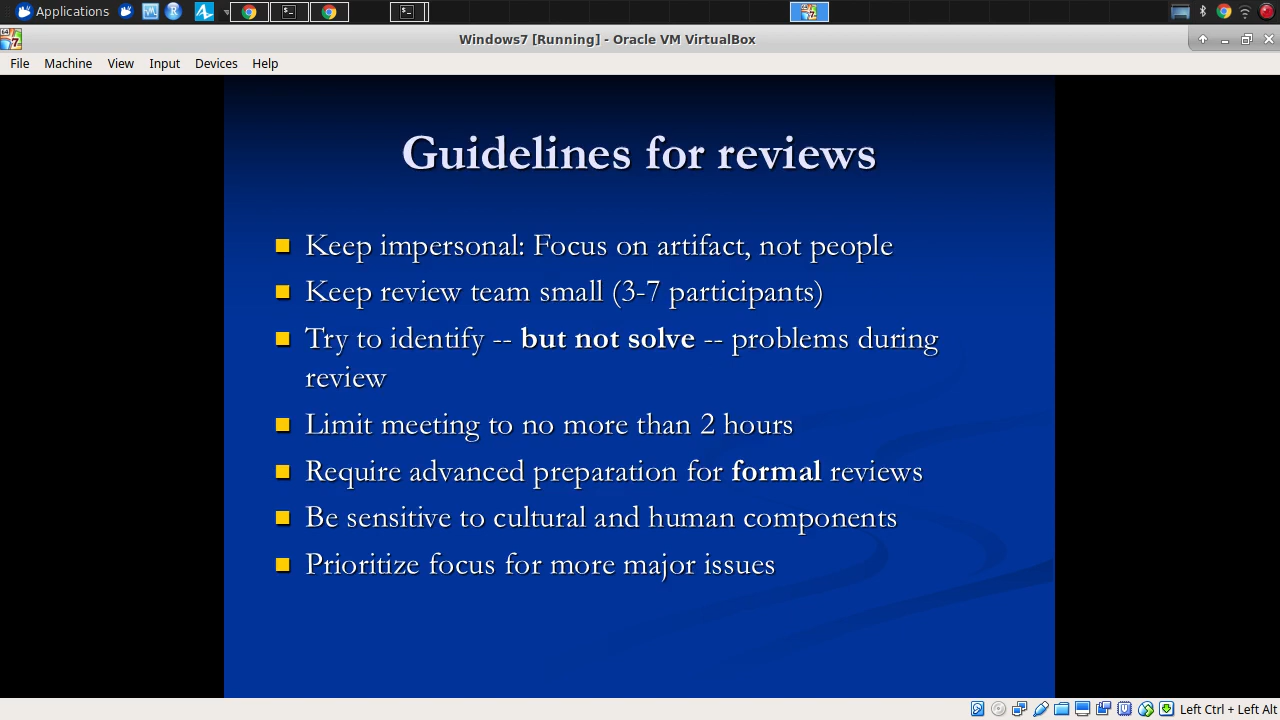 Applications
Windows7 [Running] - Oracle VM VirtualBox
File Machine View Input Devices Help
Guidelines for reviews
Keep impersonal: Focus on artifact, not people
Keep review team small (3-7 participants)
Try to identify -- but not solve -- problems during
review
Limit meeting to no more than 2 hours
Require advanced preparation for formal reviews
Be sensitive to cultural and human components
Prioritize focus for more major issues
Left Ctrl + Left Alt